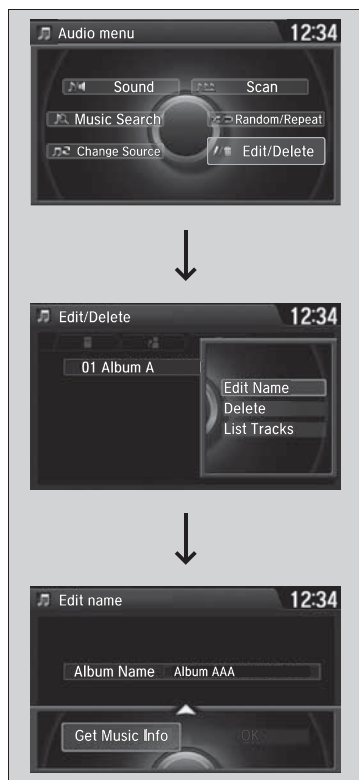 Audio menu 12:34
Sound Scan
Music Search Random/Repeat
Change Source Edit/Delete
Edit/Delete 12:34
01 Album A
Edit Name
Delete
List Tracks
Edit name 12:34
Album Name Album AAA
Get Music Info OK